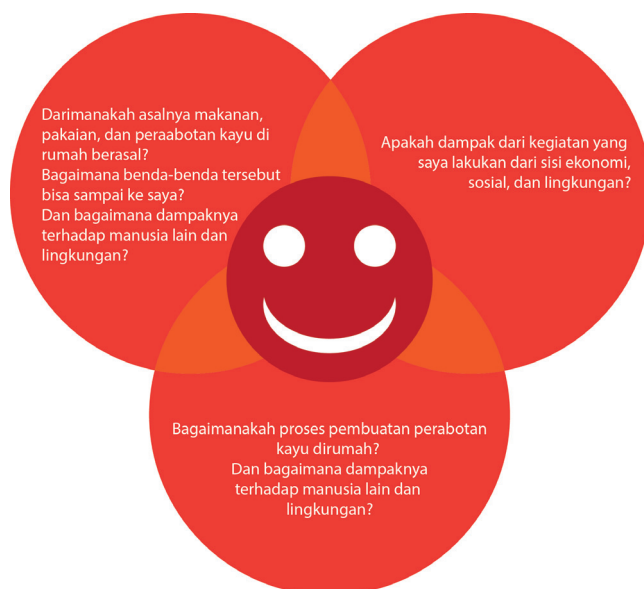 Darimanakah asalnya makanan,
pakaian, dan peraabotan kayu di
rumah berasal?
Bagaimana benda-benda tersebut
bisa sampai ke saya?
Dan bagaimana dampaknya
terhadap manusia lain dan
lingkungan?
Apakah dampak dari kegiatan yang
saya lakukan dari sisi ekonomi,
sosial, dan lingkungan?
Bagaimanakah proses pembuatan perabotan
kayu dirumah?
Dan bagaimana dampaknya
terhadap manusia lain dan
lingkungan?